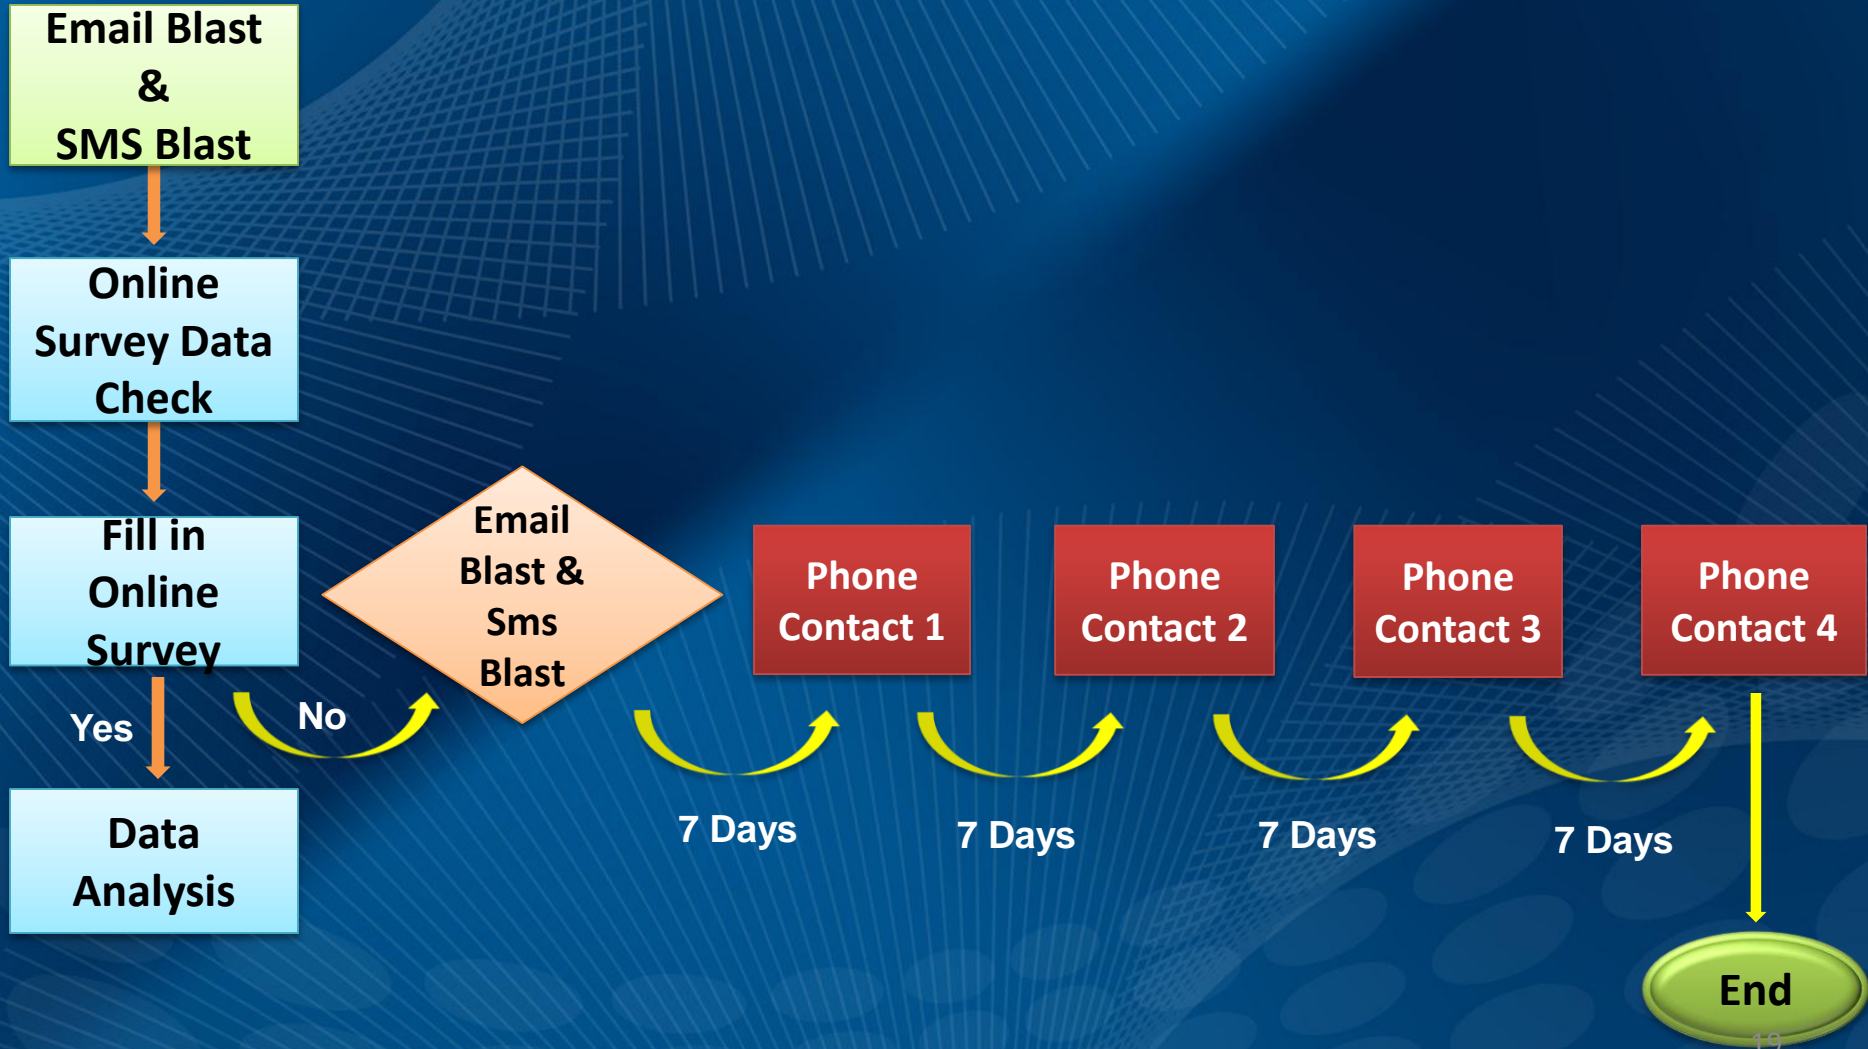 Email Blast
&
SMS Blast
Online
Survey Data
Check
Fill in
Online
Survey
Yes
No
Data
Analysis
Email
Blast &
Sms
Blast
Phone
Contact 1
Phone
Contact 2
Phone
Contact 3
Phone
Contact 4
7 Days
7 Days
7 Days
7 Days
End
19